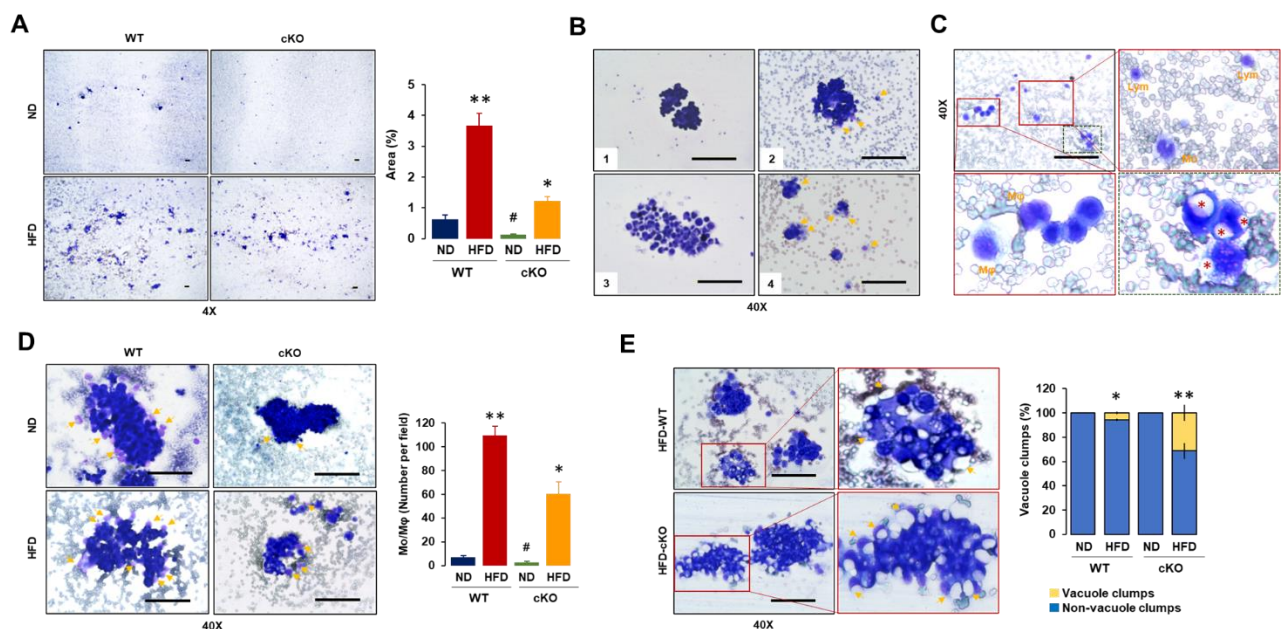 A
WT
cKO
ND
HFD
4X
Area (%)
5
4
3
2
1
0
**
*
#
ND
HFD
ND
HFD
WT
cKO
B
1
2
3
4
40X
C
40X
Lym
Lym
Mo
Mφ
Mφ
*
*
*
*
D
WT
cKO
ND
HFD
40X
Mo/Mφ (Number per field)
120
100
80
60
40
20
0
**
*
#
ND
HFD
ND
HFD
WT
cKO
E
HFD-WT
HFD-cKO
40X
Vacuole clumps (%)
120
100
80
60
40
20
0
*
**
ND
HFD
ND
HFD
WT
cKO
Vacuole clumps
Non-vacuole clumps